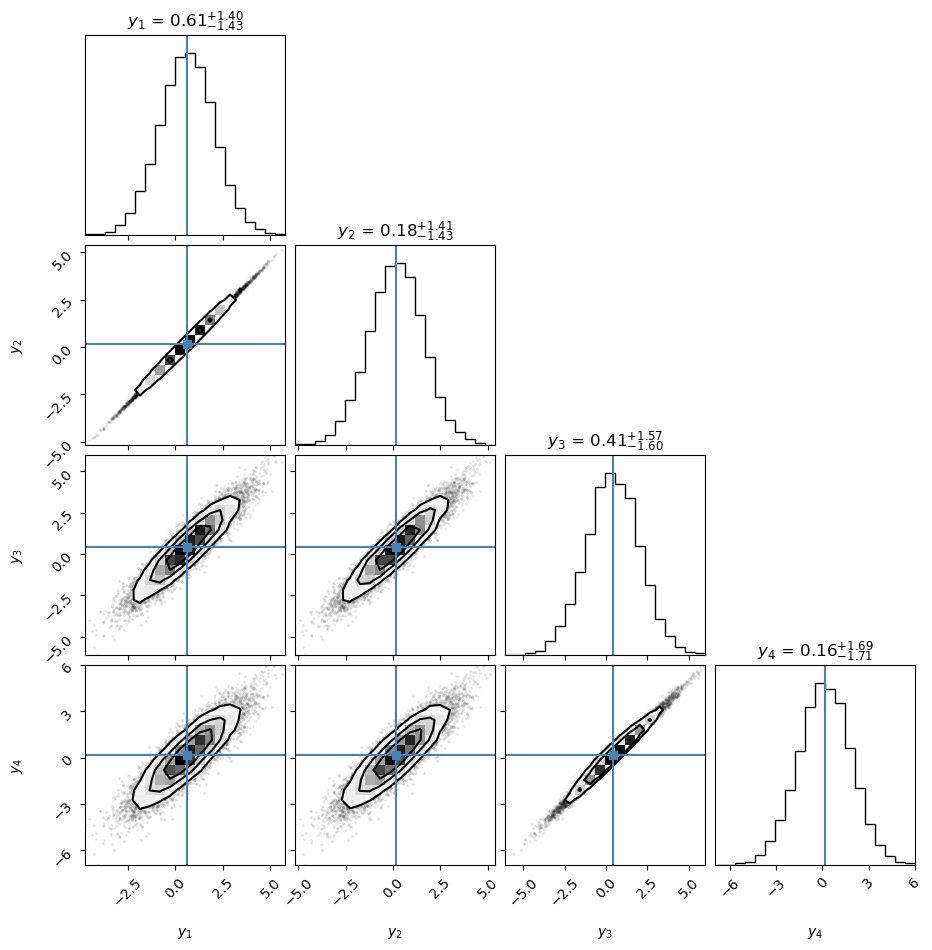 y₁ = 0.61+1.40−1.43
y₂ = 0.18+1.41−1.43
5.0
2.5
0.0
−2.5
−5.0
y₂
y₃ = 0.41+1.57−1.60
5.0
2.5
0.0
−2.5
−5.0
y₃
y₄ = 0.16+1.69−1.71
6
3
0
−3
−6
y₄
−2.5 0.0 2.5 5.0
−5.0 −2.5 0.0 2.5 5.0
−5.0 −2.5 0.0 2.5 5.0
−6 −3 0 3 6
y₁ y₂ y₃ y₄